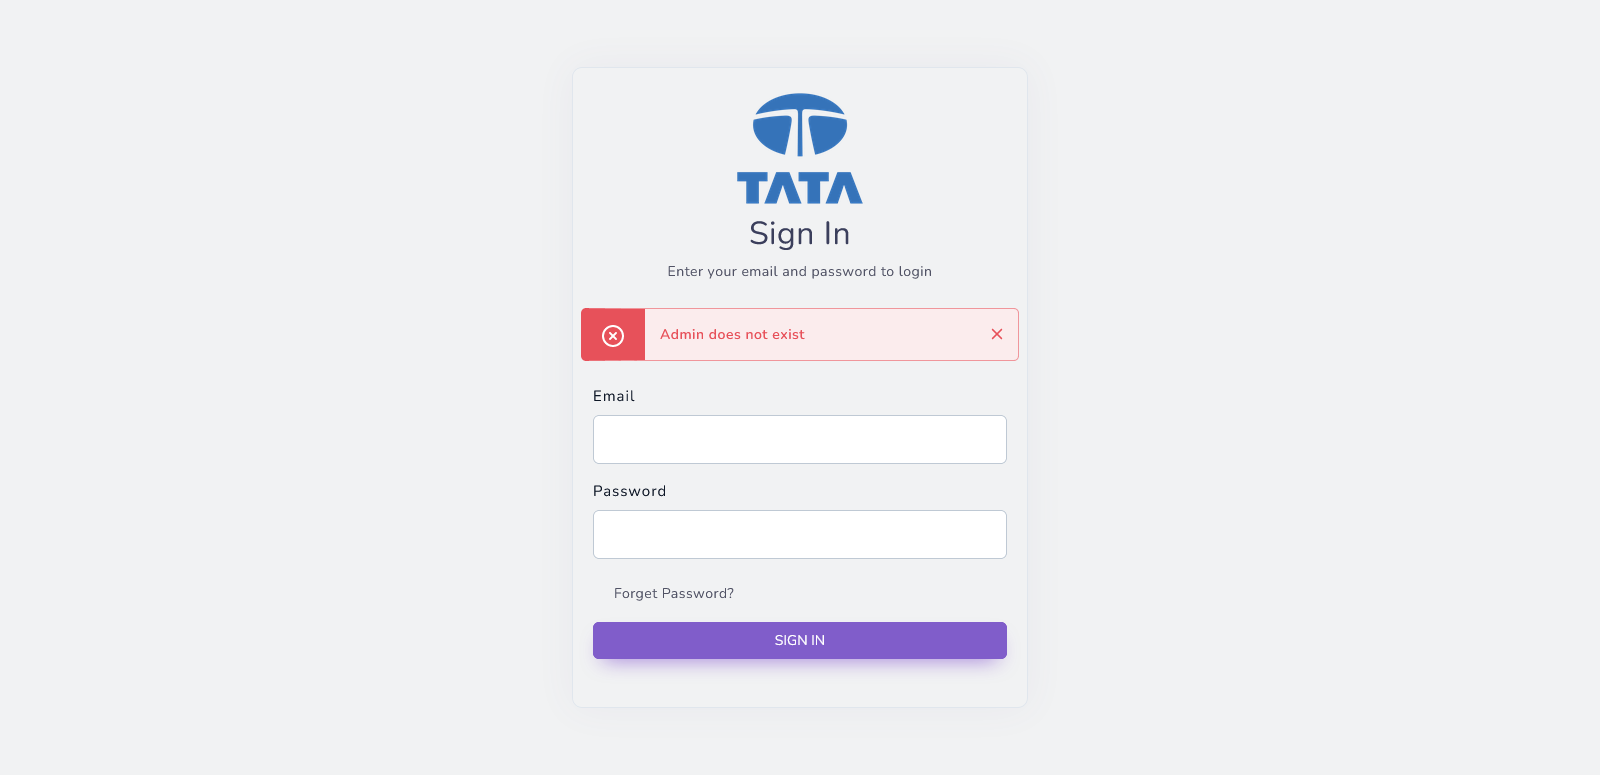 TATA
Sign In
Enter your email and password to login
Admin does not exist
Email
Password
Forget Password?
SIGN IN